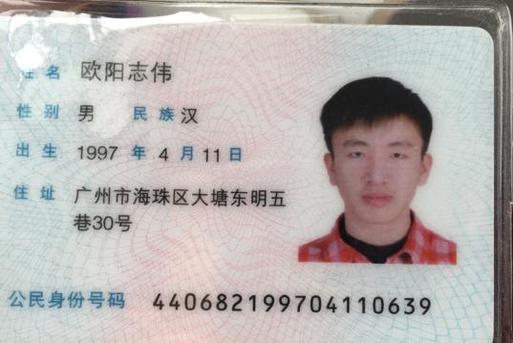 姓 名 欧阳志伟
性 别 男 民 族 汉
出 生 1997 年 4 月 11 日
住 址 广州市海珠区大塘东明五
巷30号
公民身份号码 440682199704110639